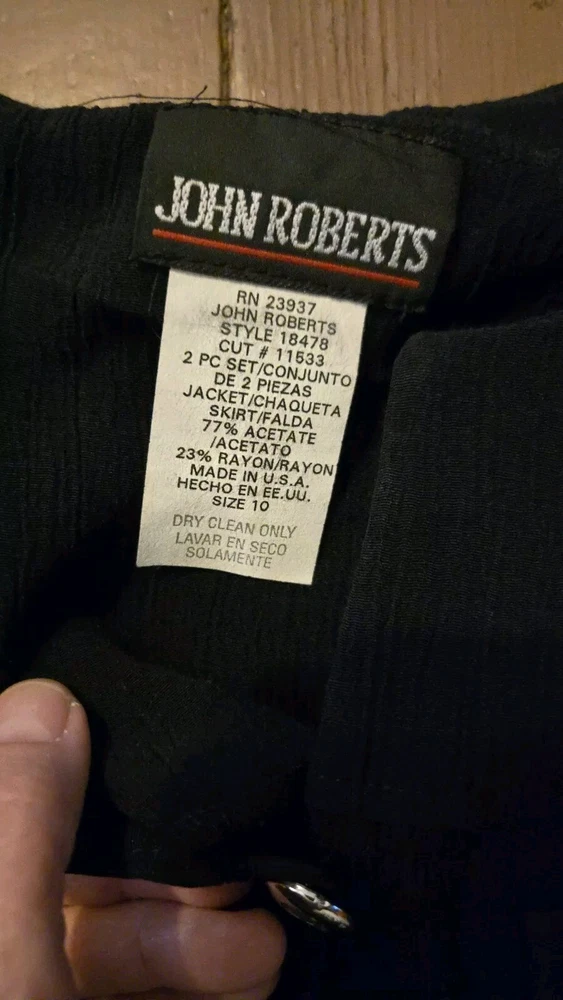 JOHN ROBERTS
RN 23937
JOHN ROBERTS
STYLE 18478
CUT # 11533
2 PC SET/CONJUNTO
DE 2 PIEZAS
JACKET/CHAQUETA
SKIRT/FALDA
77% ACETATE
/ACETATO
23% RAYON/RAYON
MADE IN U.S.A.
HECHO EN EE.UU.
SIZE 10
DRY CLEAN ONLY
LAVAR EN SECO
SOLAMENTE